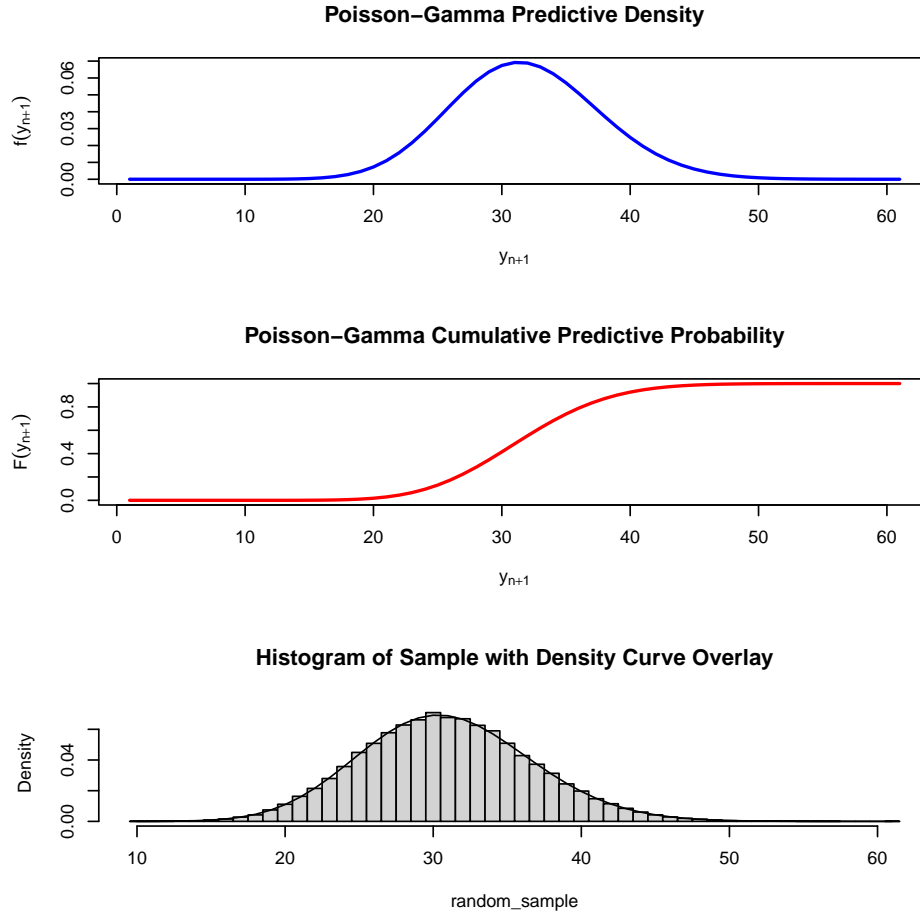 Poisson−Gamma Predictive Density
f(yn+1)
0.00 0.03 0.06
0 10 20 30 40 50 60
yn+1
Poisson−Gamma Cumulative Predictive Probability
F(yn+1)
0.0 0.4 0.8
0 10 20 30 40 50 60
yn+1
Histogram of Sample with Density Curve Overlay
Density
0.00 0.04
10 20 30 40 50 60
random_sample